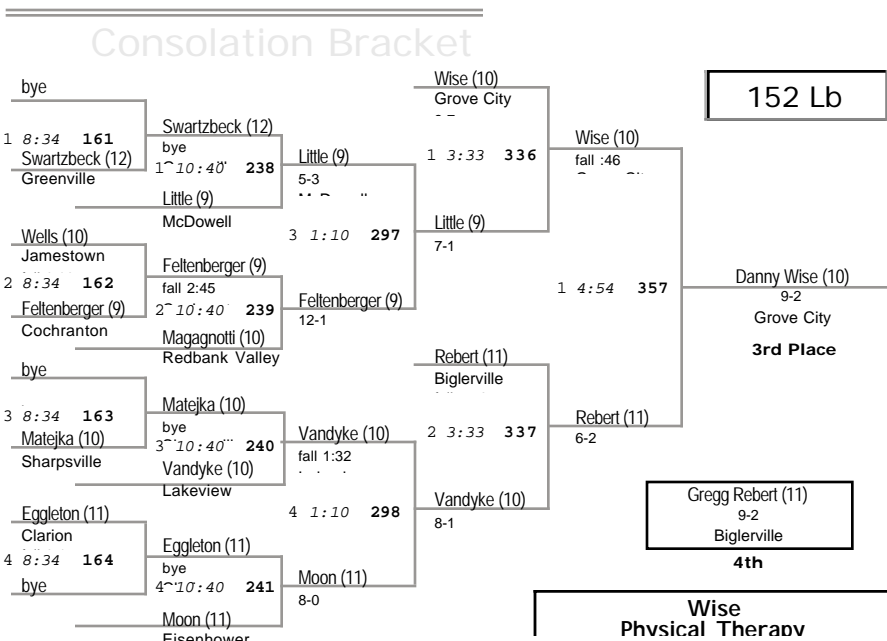 Consolation Bracket
152 Lb
bye
1 8:34 161
Swartzbeck (12)
Greenville
Wells (10)
Jamestown
2 8:34 162
Feltenberger (9)
Cochranton
bye
3 8:34 163
Matejka (10)
Sharpsville
Eggleton (11)
Clarion
4 8:34 164
bye
Swartzbeck (12)
bye
1 10:40 238
Little (9)
McDowell
Feltenberger (9)
fall 2:45
2 10:40 239
Magagnotti (10)
Redbank Valley
Matejka (10)
bye
3 10:40 240
Vandyke (10)
Lakeview
Eggleton (11)
bye
4 10:40 241
Moon (11)
Eisenhower
Little (9)
5-3
3 1:10 297
Feltenberger (9)
12-1
Vandyke (10)
fall 1:32
4 1:10 298
Moon (11)
8-0
Wise (10)
Grove City
1 3:33 336
Little (9)
7-1
Rebert (11)
Biglerville
2 3:33 337
Vandyke (10)
8-1
Wise (10)
fall :46
1 4:54 357
Rebert (11)
6-2
Danny Wise (10)
9-2
Grove City
3rd Place
Gregg Rebert (11)
9-2
Biglerville
4th
Wise
Physical Therapy